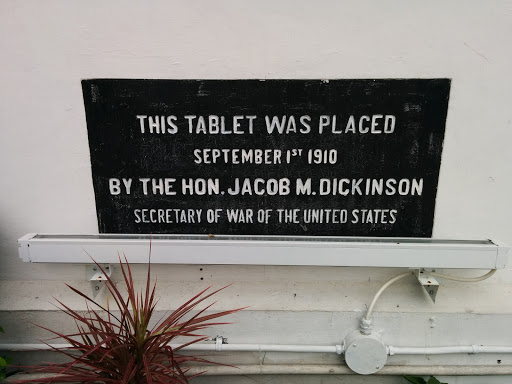 THIS TABLET WAS PLACED
SEPTEMBER 1ST 1910
BY THE HON. JACOB M. DICKINSON
SECRETARY OF WAR OF THE UNITED STATES